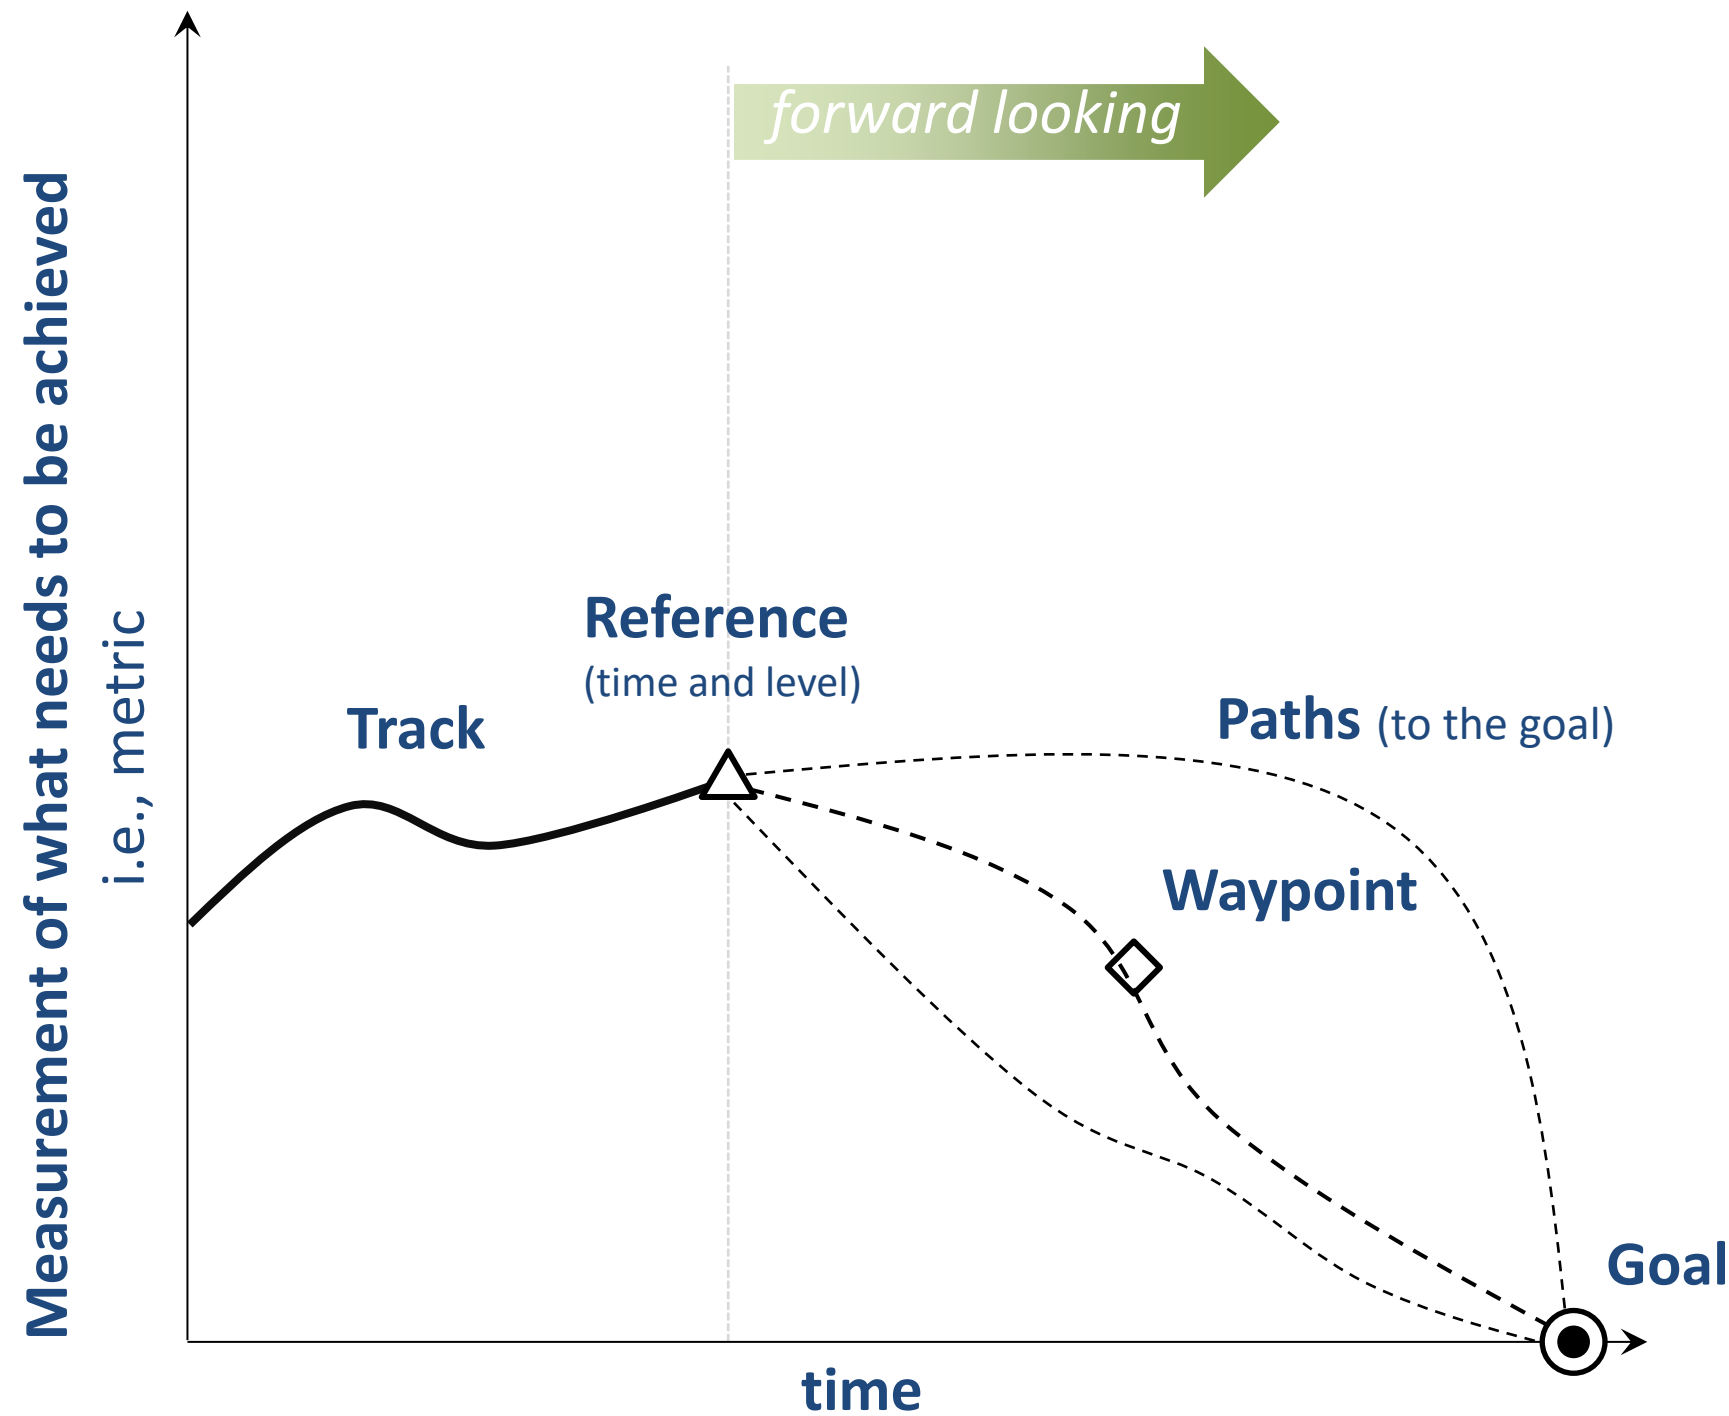 forward looking
Measurement of what needs to be achieved
i.e., metric
Reference
(time and level)
Track
Paths (to the goal)
Waypoint
Goal
time